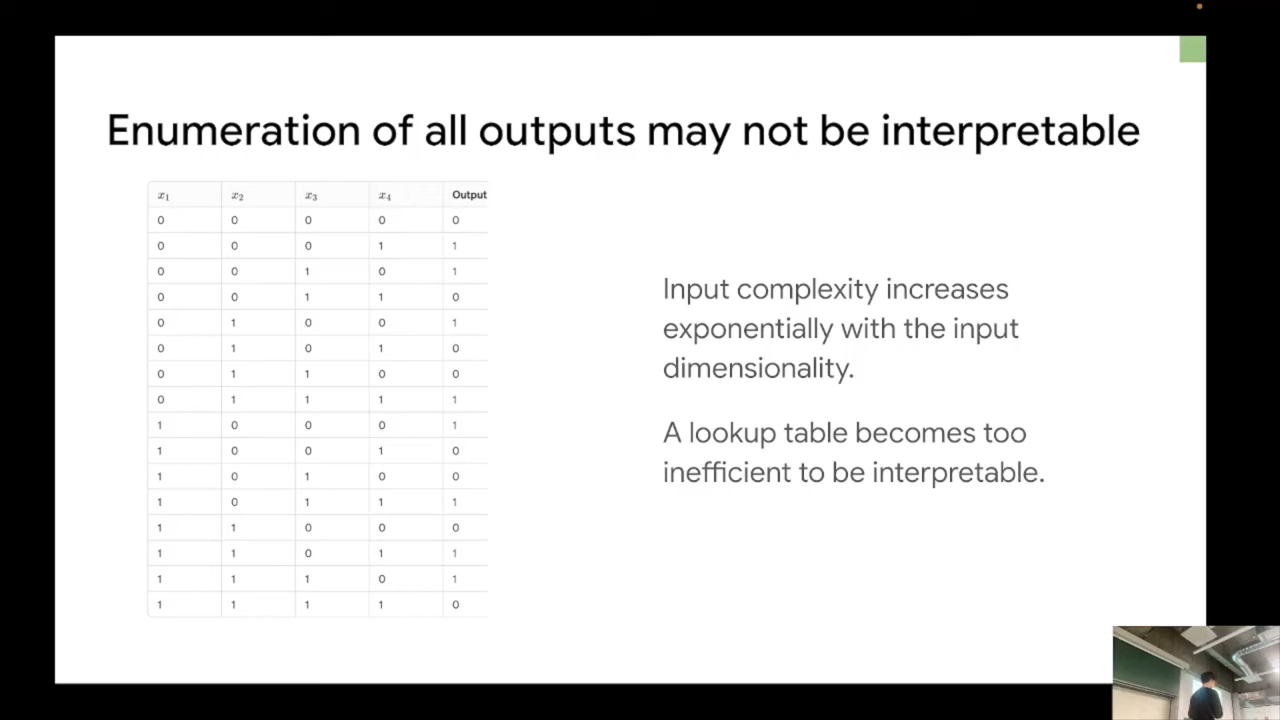 Enumeration of all outputs may not be interpretable
x1 x2 x3 x4 Output
0 0 0 0 0
0 0 0 1 1
0 0 1 0 1
0 0 1 1 0
0 1 0 0 1
0 1 0 1 0
0 1 1 0 0
0 1 1 1 1
1 0 0 0 1
1 0 0 1 0
1 0 1 0 0
1 0 1 1 1
1 1 0 0 0
1 1 0 1 1
1 1 1 0 1
1 1 1 1 0
Input complexity increases
exponentially with the input
dimensionality.
A lookup table becomes too
inefficient to be interpretable.